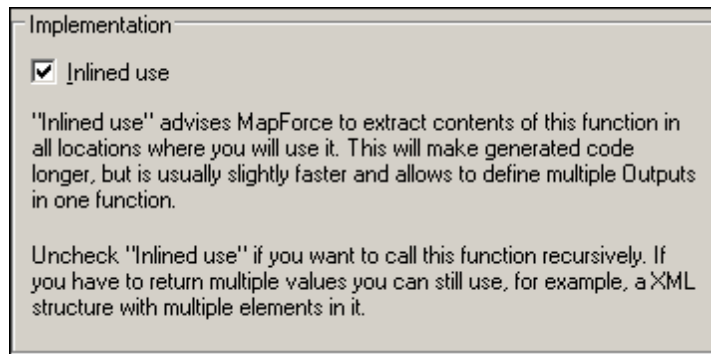 Implementation
Inlined use
"Inlined use" advises MapForce to extract contents of this function in
all locations where you will use it. This will make generated code
longer, but is usually slightly faster and allows to define multiple Outputs
in one function.
Uncheck "Inlined use" if you want to call this function recursively. If
you have to return multiple values you can still use, for example, a XML
structure with multiple elements in it.